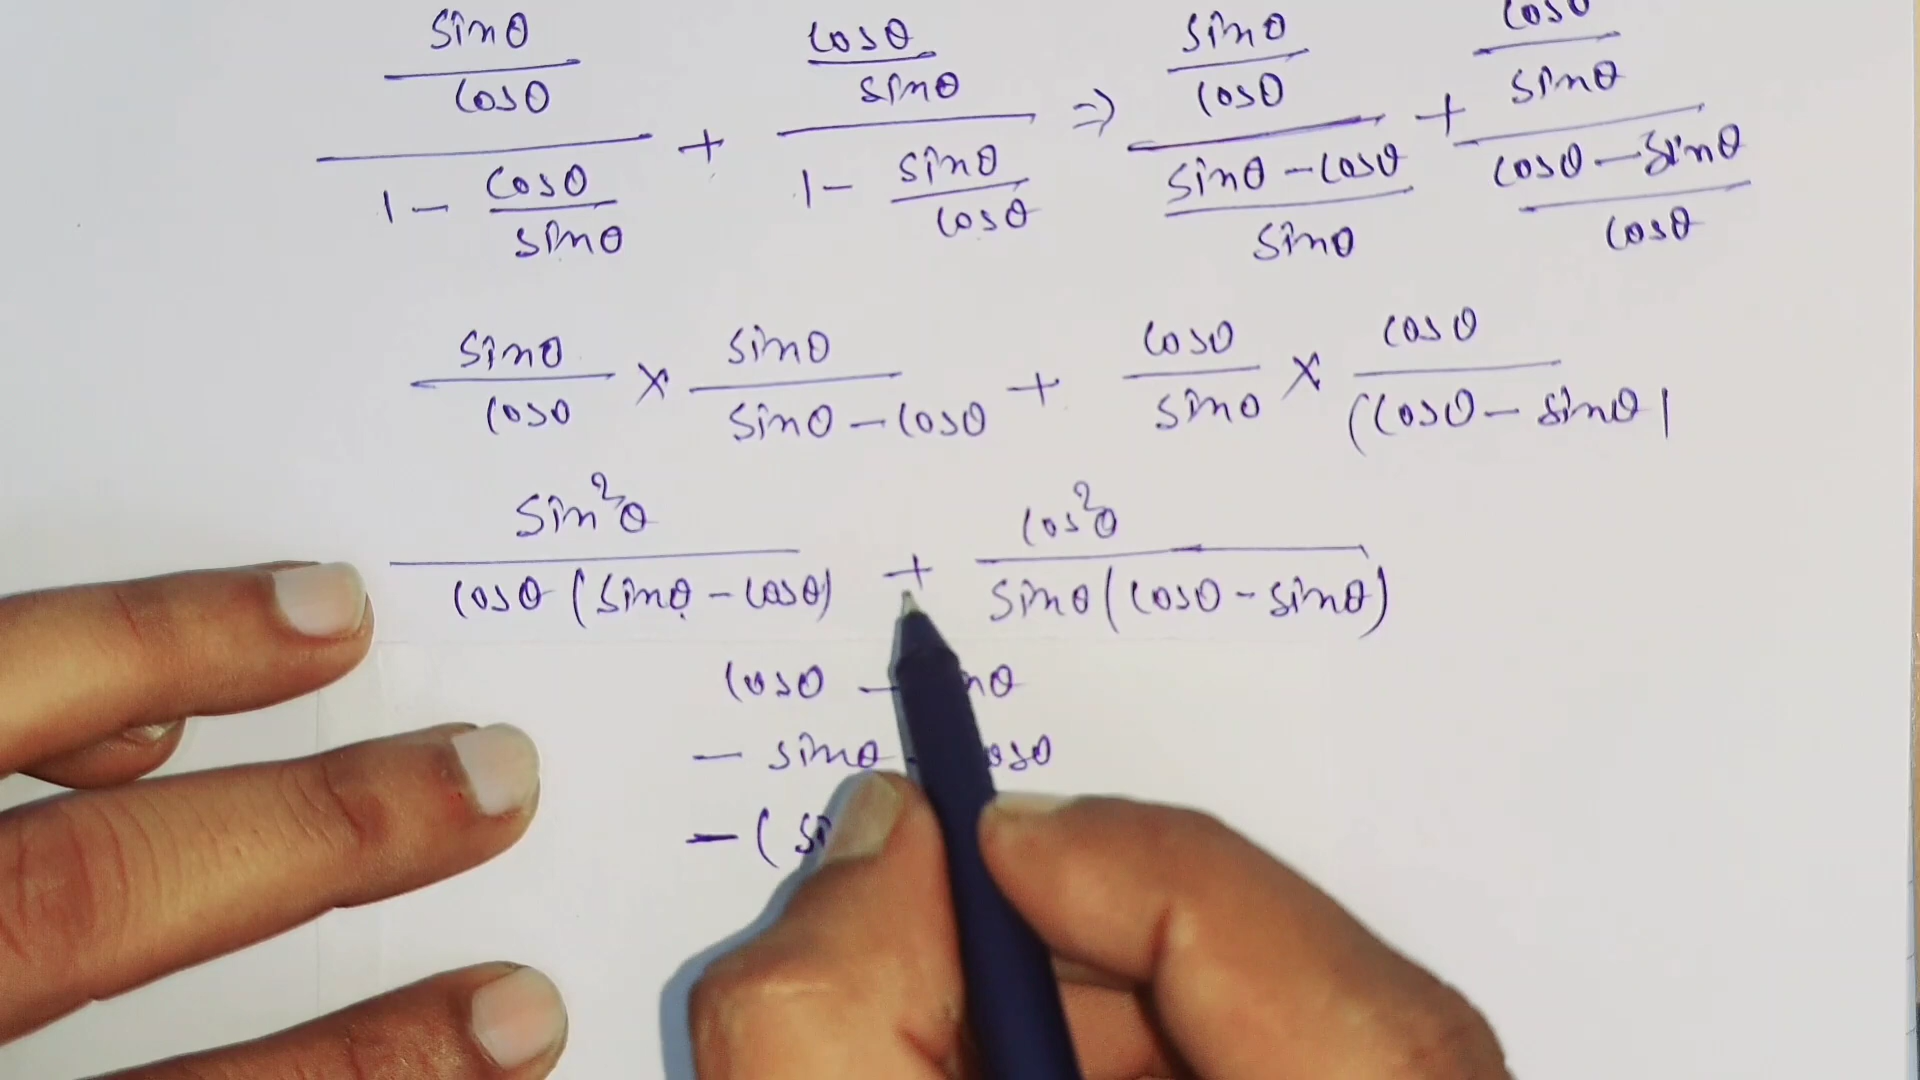 sinθ/cosθ / (1 - cosθ/sinθ) + cosθ/sinθ / (1 - sinθ/cosθ) ⇒ sinθ/cosθ / ((sinθ - cosθ)/sinθ) + cosθ/sinθ / ((cosθ - sinθ)/cosθ)
sinθ/cosθ × sinθ/(sinθ - cosθ) + cosθ/sinθ × cosθ/(cosθ - sinθ)
sin²θ/(cosθ(sinθ - cosθ)) + cos²θ/(sinθ(cosθ - sinθ))
cosθ -
- sinθ
-(